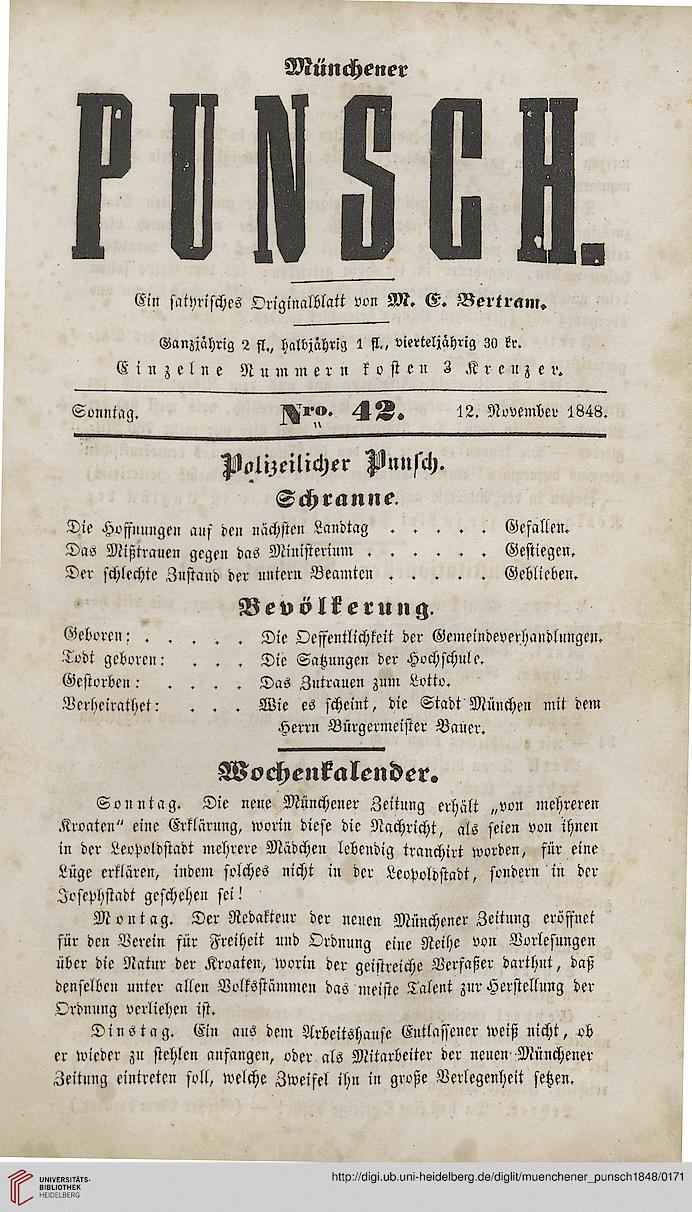 Münchener
PUNSCH.
Ein satyrisches Originalblatt von M. E. Bertram.
Ganzjährig 2 fl., halbjährig 1 fl., vierteljährig 30 kr.
Einzelne Nummern kosten 3 Kreuzer.
Sonntag. Nro. 42. 12. November 1848.
Polizeilicher Punsch.
Schranne.
Die Hoffnungen auf den nächsten Landtag . . . . . Gefallen.
Das Mißtrauen gegen das Ministerium . . . . . . Gestiegen.
Der schlechte Zustand der untern Beamten . . . . . Geblieben.
Bevölkerung.
Geboren: . . . . . Die Oeffentlichkeit der Gemeindeverhandlungen.
Todt geboren: . . . Die Satzungen der Hochschule.
Gestorben: . . . . Das Zutrauen zum Lotto.
Verheirathet: . . . Wie es scheint, die Stadt München mit dem
Herrn Bürgermeister Bauer.
Wochenkalender.
Sonntag. Die neue Münchener Zeitung erhält „von mehreren
Kroaten“ eine Erklärung, worin diese die Nachricht, als seien von ihnen
in der Leopoldstadt mehrere Mädchen lebendig tranchirt worden, für eine
Lüge erklären, indem solches nicht in der Leopoldstadt, sondern in der
Josephstadt geschehen sei!
Montag. Der Redakteur der neuen Münchener Zeitung eröffnet
für den Verein für Freiheit und Ordnung eine Reihe von Vorlesungen
über die Natur der Kroaten, worin der geistreiche Verfaßer darthut, daß
denselben unter allen Volksstämmen das meiste Talent zur Herstellung der
Ordnung verliehen ist.
Dinstag. Ein aus dem Arbeitshause Entlassener weiß nicht, ob
er wieder zu stehlen anfangen, oder als Mitarbeiter der neuen Münchener
Zeitung eintreten soll, welche Zweifel ihn in große Verlegenheit setzen.
UNIVERSITÄTS-
BIBLIOTHEK
HEIDELBERG
http://digi.ub.uni-heidelberg.de/diglit/muenchener_punsch1848/0171